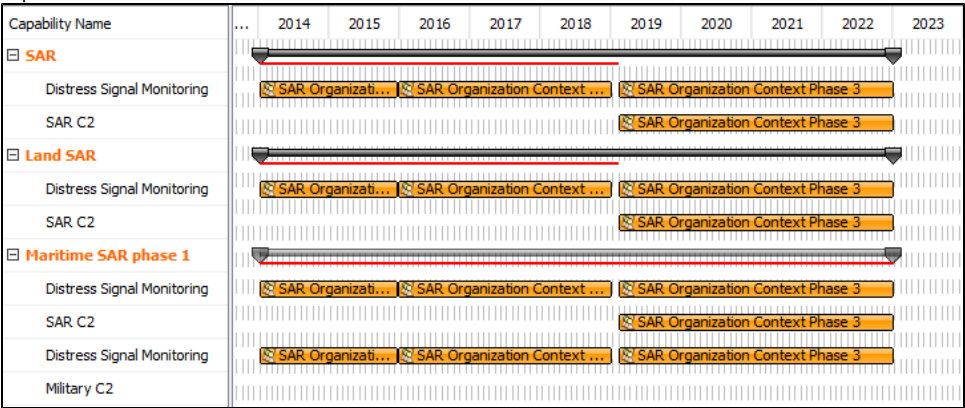 Capability Name ... 2014 2015 2016 2017 2018 2019 2020 2021 2022 2023
SAR
Distress Signal Monitoring SAR Organizati... SAR Organization Context ... SAR Organization Context Phase 3
SAR C2 SAR Organization Context Phase 3
Land SAR
Distress Signal Monitoring SAR Organizati... SAR Organization Context ... SAR Organization Context Phase 3
SAR C2 SAR Organization Context Phase 3
Maritime SAR phase 1
Distress Signal Monitoring SAR Organizati... SAR Organization Context ... SAR Organization Context Phase 3
SAR C2 SAR Organization Context Phase 3
Distress Signal Monitoring SAR Organizati... SAR Organization Context ... SAR Organization Context Phase 3
Military C2